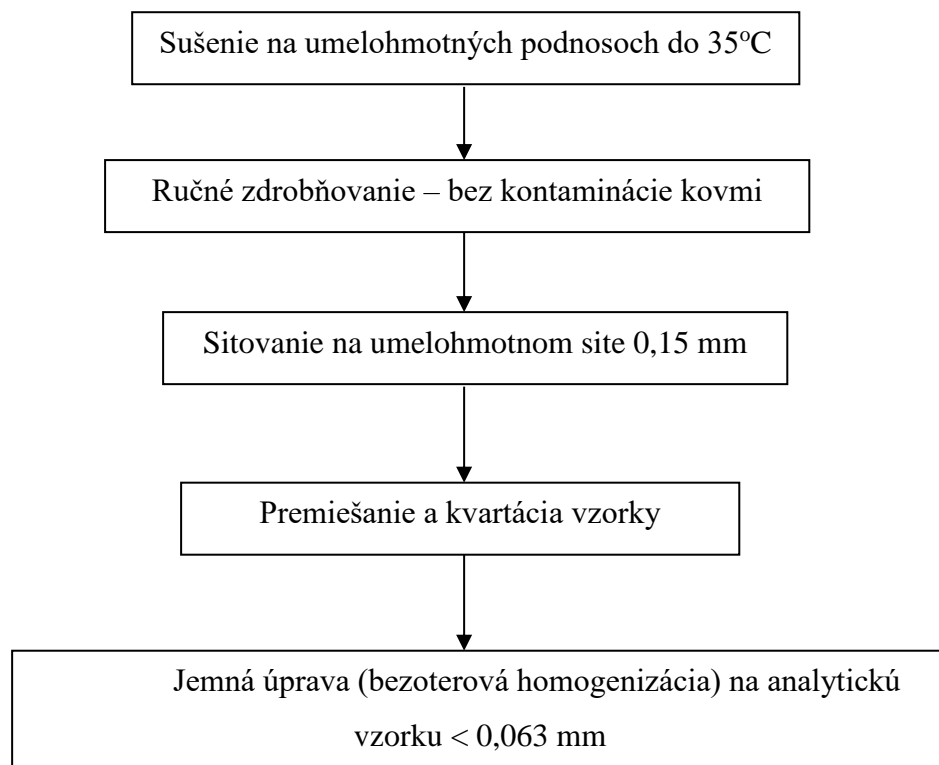 Sušenie na umelohmotných podnosoch do 35ºC
Ručné zdrobňovanie – bez kontaminácie kovmi
Sitovanie na umelohmotnom site 0,15 mm
Premiešanie a kvartácia vzorky
Jemná úprava (bezoterová homogenizácia) na analytickú
vzorku < 0,063 mm